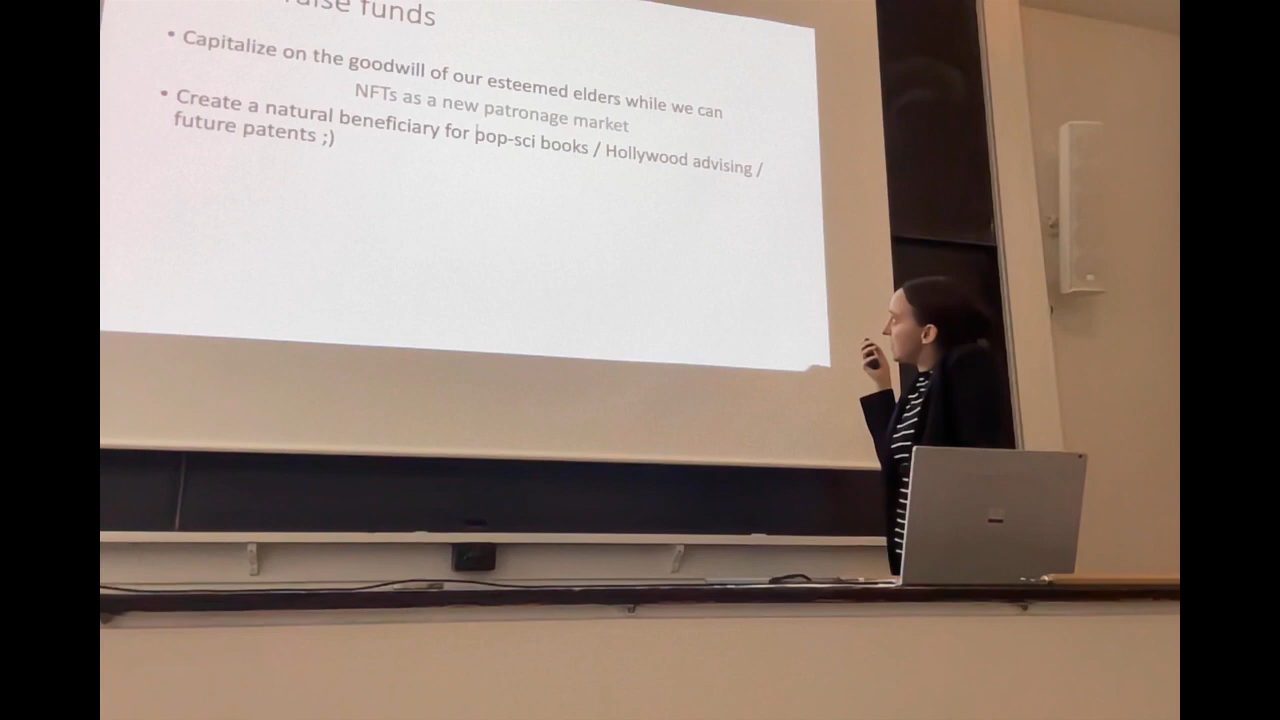 funds
• Capitalize on the goodwill of our esteemed elders while we can
NFTs as a new patronage market
• Create a natural beneficiary for pop-sci books / Hollywood advising /
future patents ;)